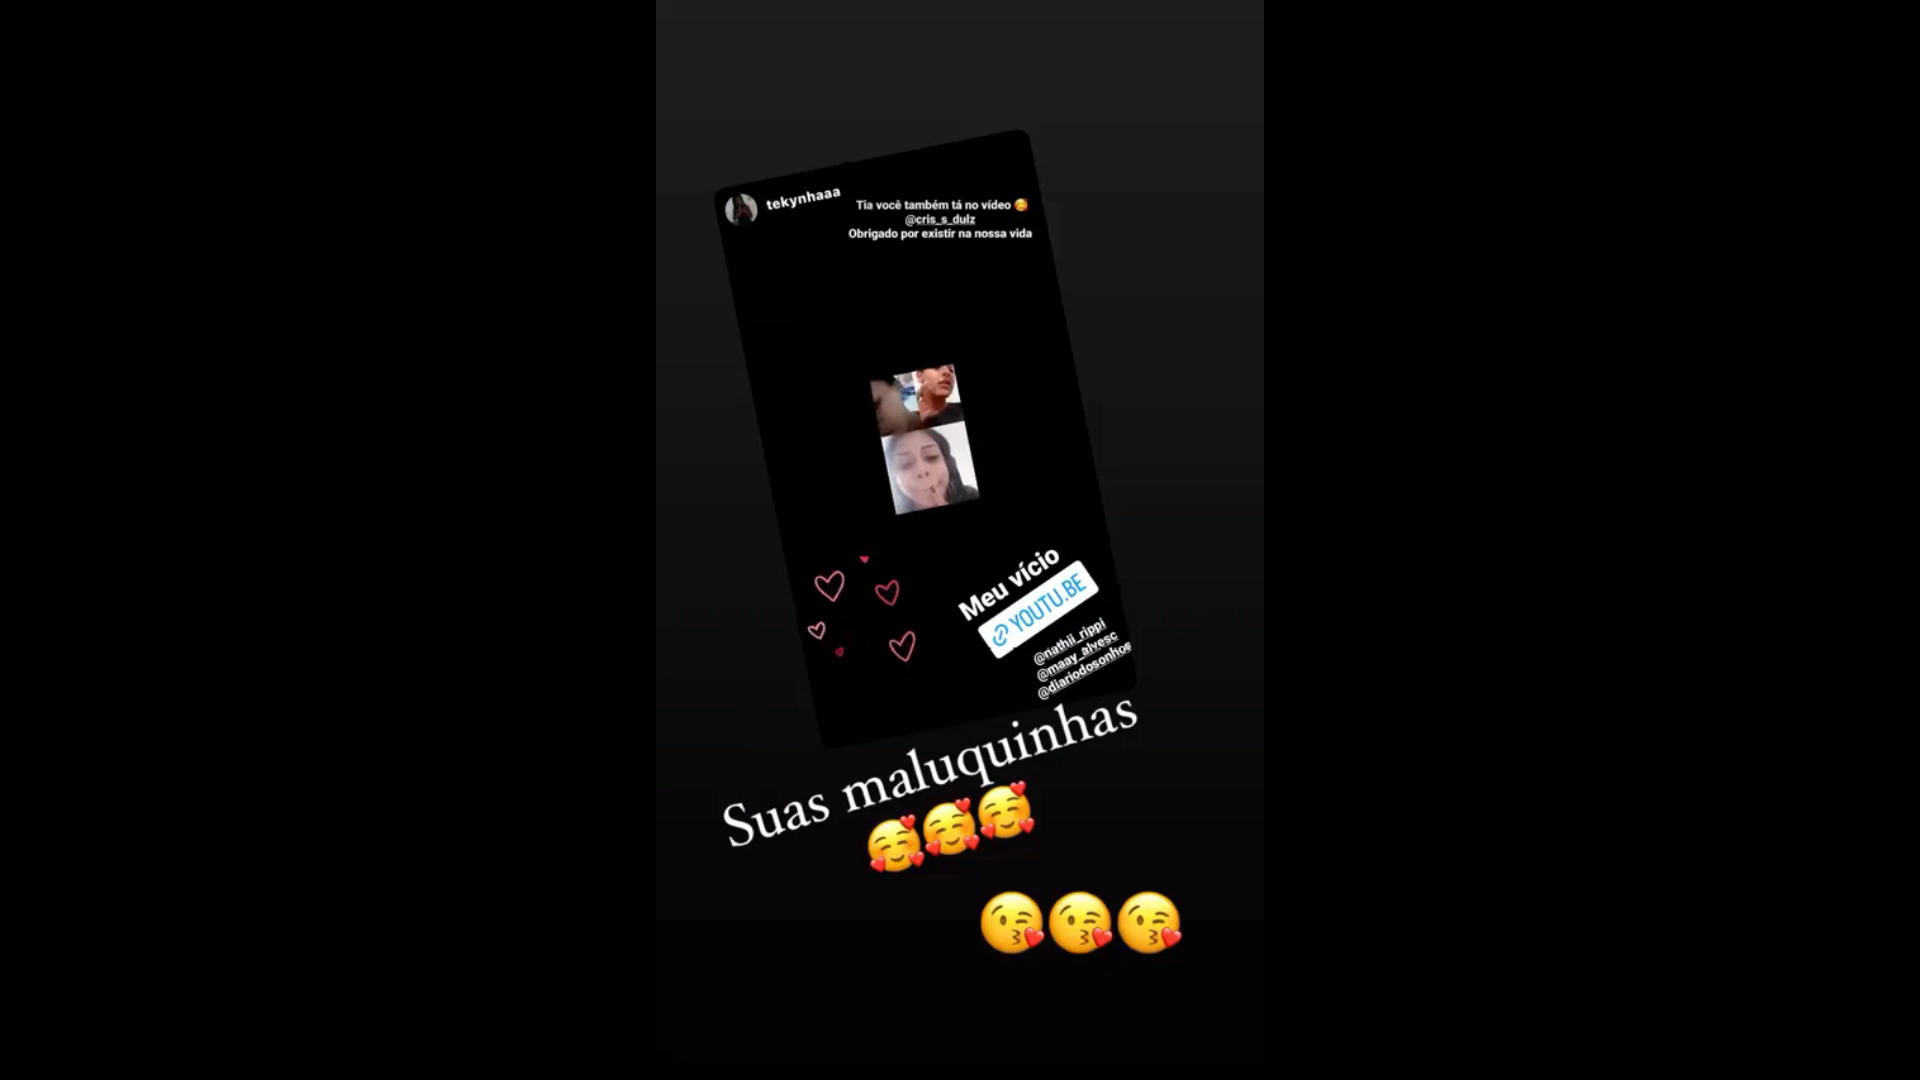 tekynhaaa
Tia você também tá no vídeo
@cris_s_dulz
Obrigado por existir na nossa vida
Meu vício
YOUTU.BE
@nathii_rippi
@maay_alvesc
@diariodosonhos
Suas maluquinhas